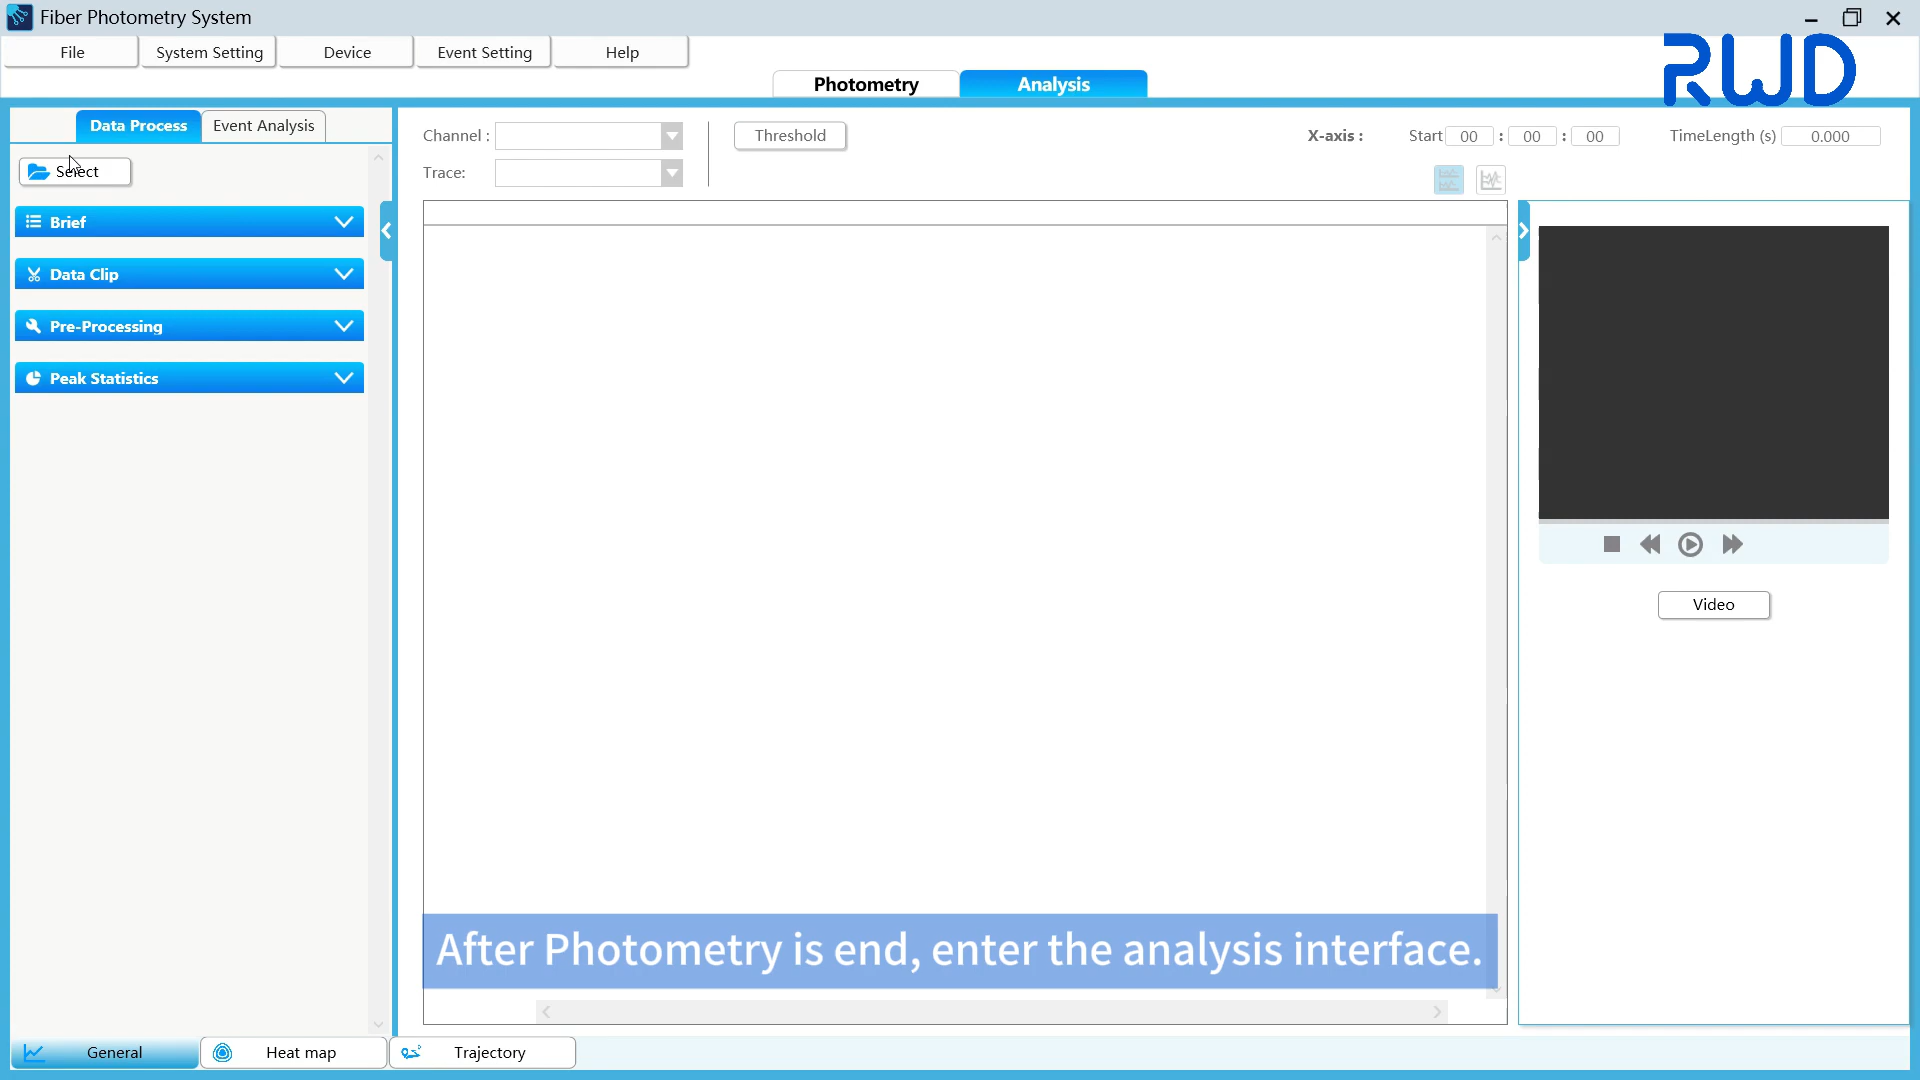 Fiber Photometry System
File System Setting Device Event Setting Help
RWD
Photometry Analysis
Data Process Event Analysis
Select
Brief
Data Clip
Pre-Processing
Peak Statistics
Channel : Threshold X-axis : Start 00 : 00 : 00 TimeLength (s) 0.000
Trace:
Video
After Photometry is end, enter the analysis interface.
General Heat map Trajectory